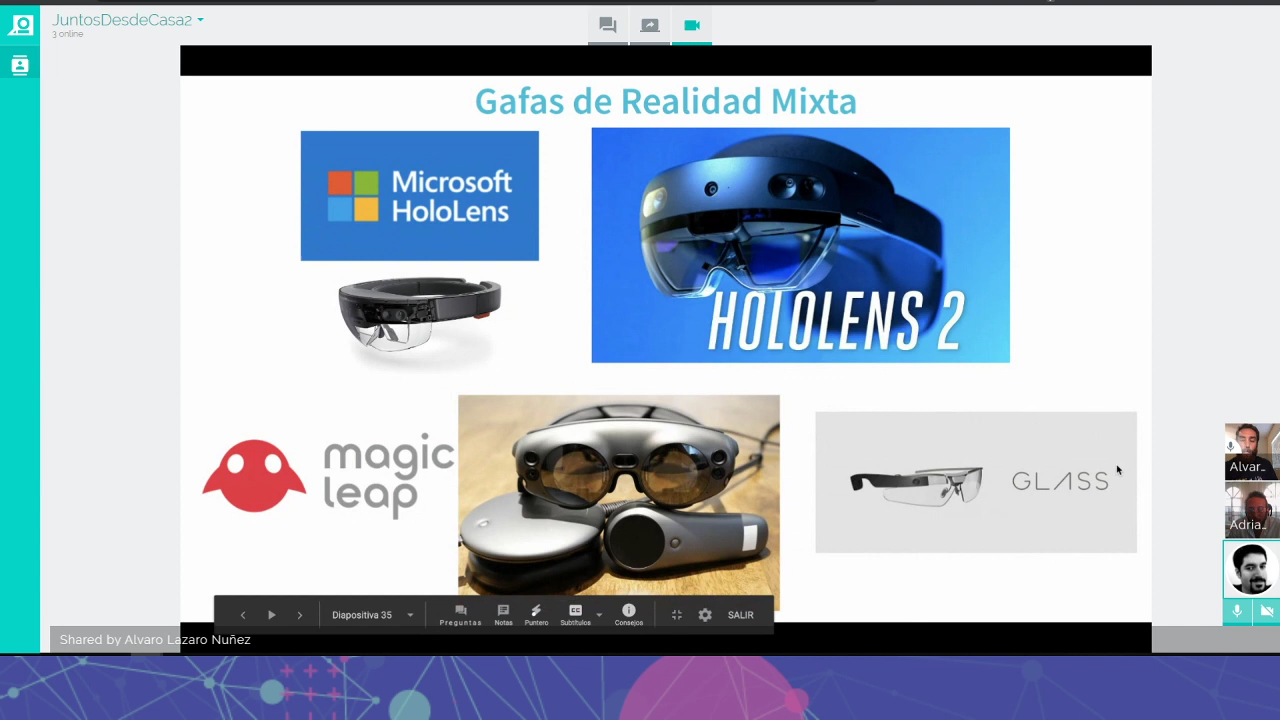 JuntosDesdeCasa2
3 online
Gafas de Realidad Mixta
Microsoft
HoloLens
HOLOLENS 2
magic
leap
GLASS
Alvar...
Adria...
Diapositiva 35
Preguntas
Notas
Puntero
CC
Subtítulos
Consejos
SALIR
Shared by Alvaro Lazaro Nuñez